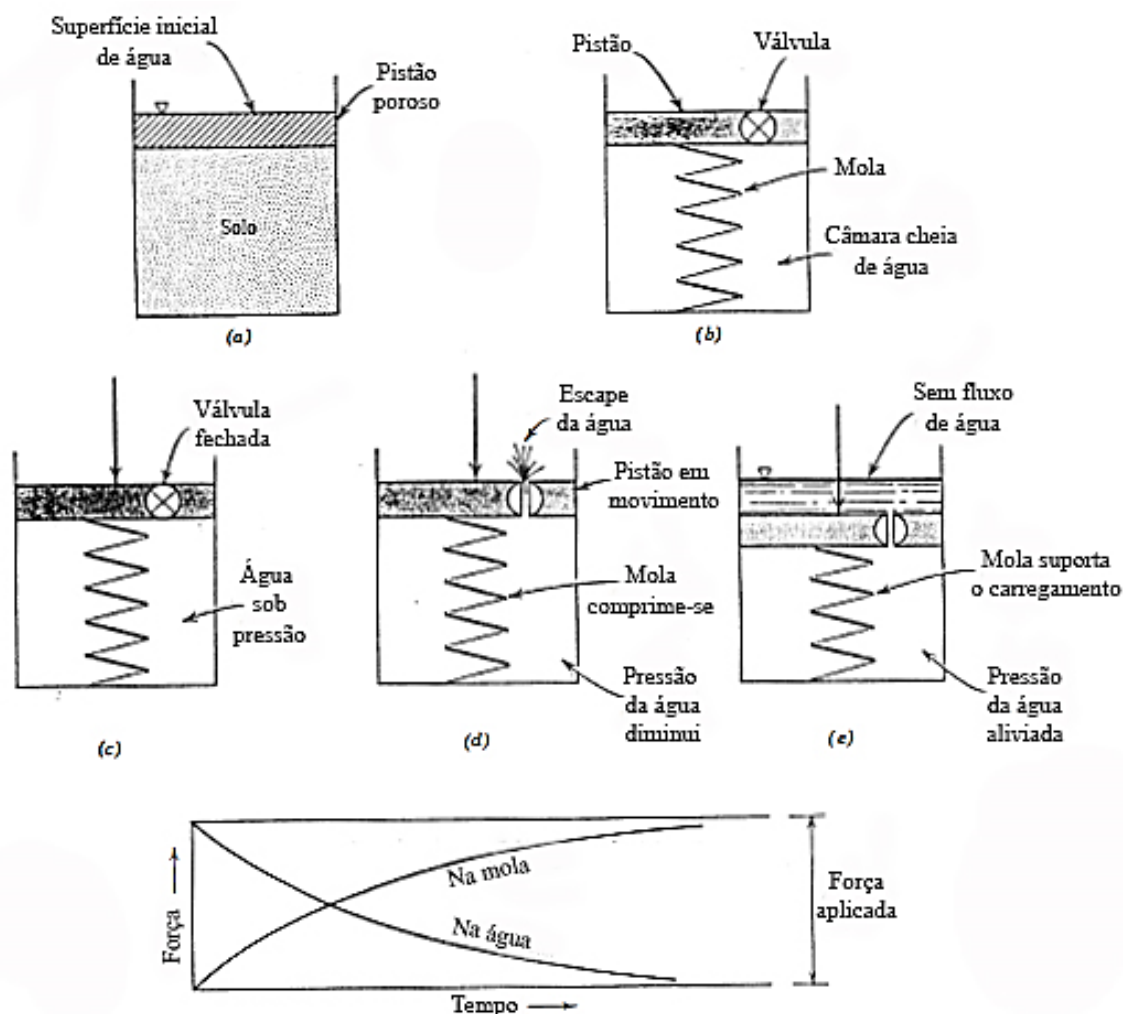 Superfície inicial
de água
Pistão
poroso
Solo
(a)
Pistão
Válvula
Mola
Câmara cheia
de água
(b)
Válvula
fechada
Água
sob
pressão
(c)
Escape
da água
Pistão em
movimento
Mola
comprime-se
Pressão
da água
diminui
(d)
Sem fluxo
de água
Mola suporta
o carregamento
Pressão
da água
aliviada
(e)
Força
Na mola
Na água
Tempo
Força
aplicada